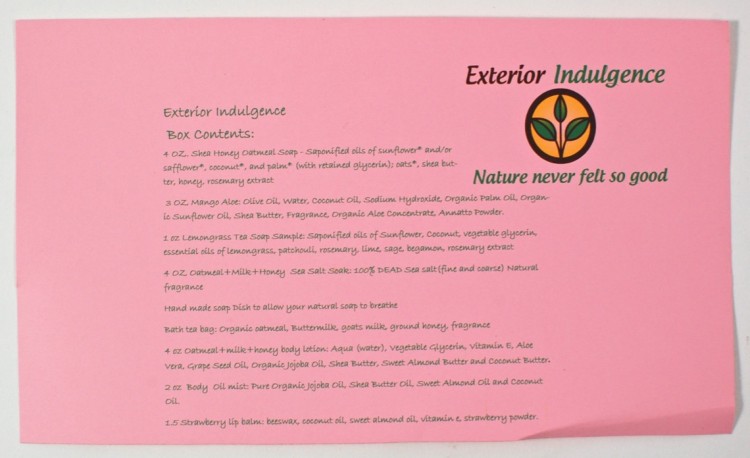 Exterior Indulgence
Nature never felt so good
Exterior Indulgence
Box Contents:
4 OZ. Shea Honey Oatmeal Soap - Saponified oils of sunflower* and/or
safflower*, coconut*, and palm* (with retained glycerin); oats*, shea but-
ter, honey, rosemary extract
3 OZ Mango Aloe: Olive Oil, Water, Coconut Oil, Sodium Hydroxide, Organic Palm Oil, Organ-
ic Sunflower Oil, Shea Butter, Fragrance, Organic Aloe Concentrate, Annatto Powder.
1 oz Lemongrass Tea Soap Sample: Saponified oils of Sunflower, Coconut, vegetable glycerin,
essential oils of lemongrass, patchouli, rosemary, lime, sage, begamon, rosemary extract
4 OZ Oatmeal+Milk+Honey Sea Salt Soak: 100% DEAD Sea salt(fine and coarse) Natural
fragrance
Hand made soap Dish to allow your natural soap to breathe
Bath tea bag: Organic oatmeal, Buttermilk, goats milk, ground honey, fragrance
4 oz Oatmeal+milk+honey body lotion: Aqua (water), Vegetable Glycerin, Vitamin E, Aloe
Vera, Grape Seed Oil, Organic Jojoba Oil, Shea Butter, Sweet Almond Butter and Coconut Butter.
2 oz Body Oil mist: Pure Organic Jojoba Oil, Shea Butter Oil, Sweet Almond Oil and Coconut
Oil.
1.5 Strawberry lip balm: beeswax, coconut oil, sweet almond oil, vitamin e, strawberry powder.